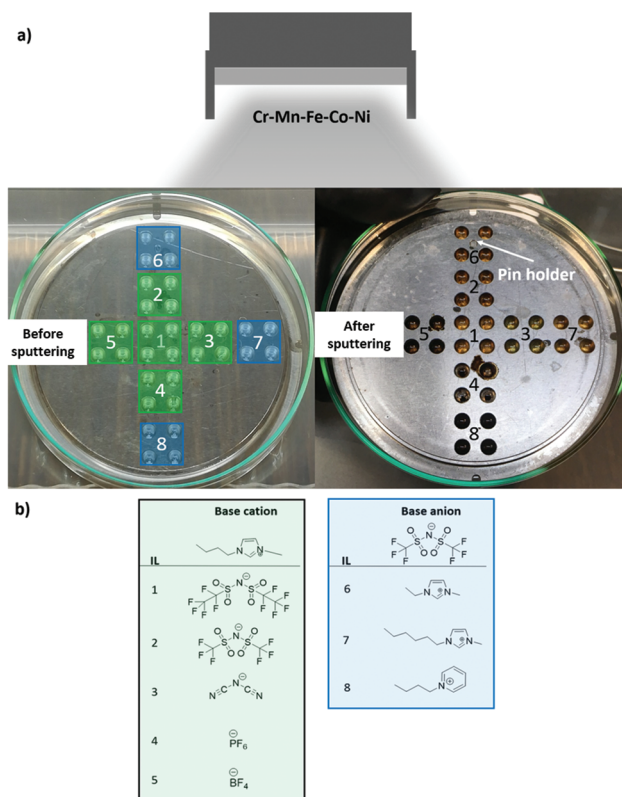 a)
Cr-Mn-Fe-Co-Ni
6
2
Before
sputtering
5
1
3
7
4
8
Pin holder
6
2
After
sputtering
5
1
3
7
4
8
b)
Base cation
N
N
IL
1
O
N
O
F
F
S
S
F
F
F
F
O
O
F
F
F
F
2
O
N
O
F
S
S
F
F
O
O
F
F
F
3
N
N≡C
C≡N
4
PF6
5
BF4
Base anion
O
N
O
F
S
S
F
F
O
O
F
F
F
IL
6
N
N
7
N
N
8
N